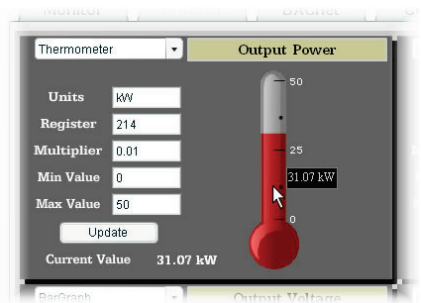 Monitor
DACnet
Thermometer
Output Power
Units kW
Register 214
Multiplier 0.01
Min Value 0
Max Value 50
Update
Current Value 31.07 kW
50
25
31.07 kW
0
BarGraph
Output Voltage